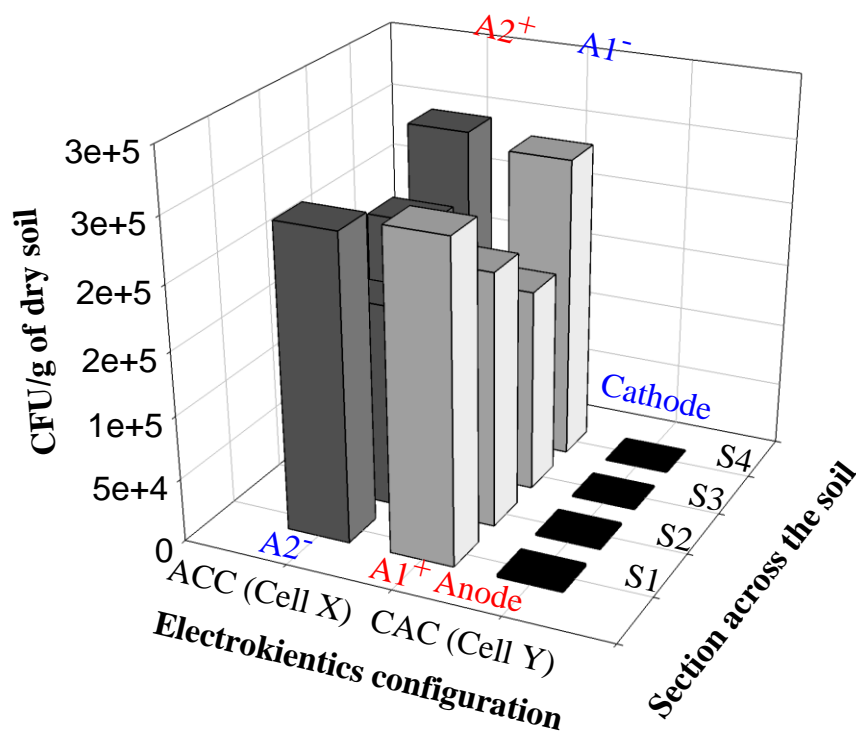 A2+
A1-
3e+5
3e+5
2e+5
2e+5
1e+5
5e+4
0
CFU/g of dry soil
Cathode
S4
S3
S2
S1
Section across the soil
A2-
A1+ Anode
ACC (Cell X)
CAC (Cell Y)
Electrokientics configuration